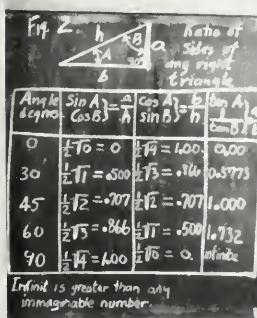 Fig 2.
Ratio of
Sides of
any right
triangle
h
B
A
90°
a
b
Angle
degrees
Sin A
Cos B } = a/h
Cos A
Sin B } = b/h
tan A
1/tan B
0 ½√0 = 0 ½√4 = 1.00 0.00
30 ½√1 = .500 ½√3 = .866 0.5773
45 ½√2 = .707 ½√2 = .707 1.000
60 ½√3 = .866 ½√1 = .500 1.732
90 ½√4 = 1.00 ½√0 = 0. infinite
Infinit is greater than any
immaginable number.